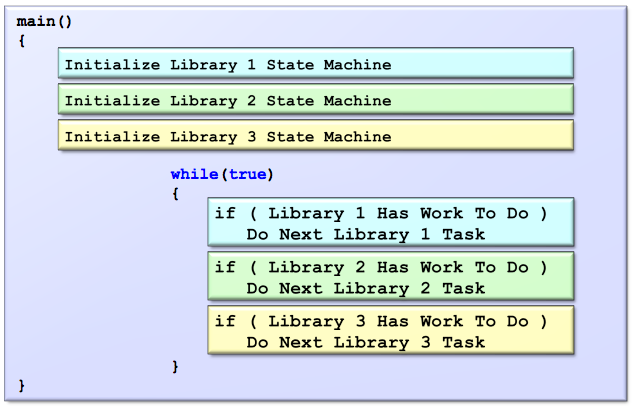 main()
{
Initialize Library 1 State Machine
Initialize Library 2 State Machine
Initialize Library 3 State Machine
while(true)
{
if ( Library 1 Has Work To Do )
Do Next Library 1 Task
if ( Library 2 Has Work To Do )
Do Next Library 2 Task
if ( Library 3 Has Work To Do )
Do Next Library 3 Task
}
}